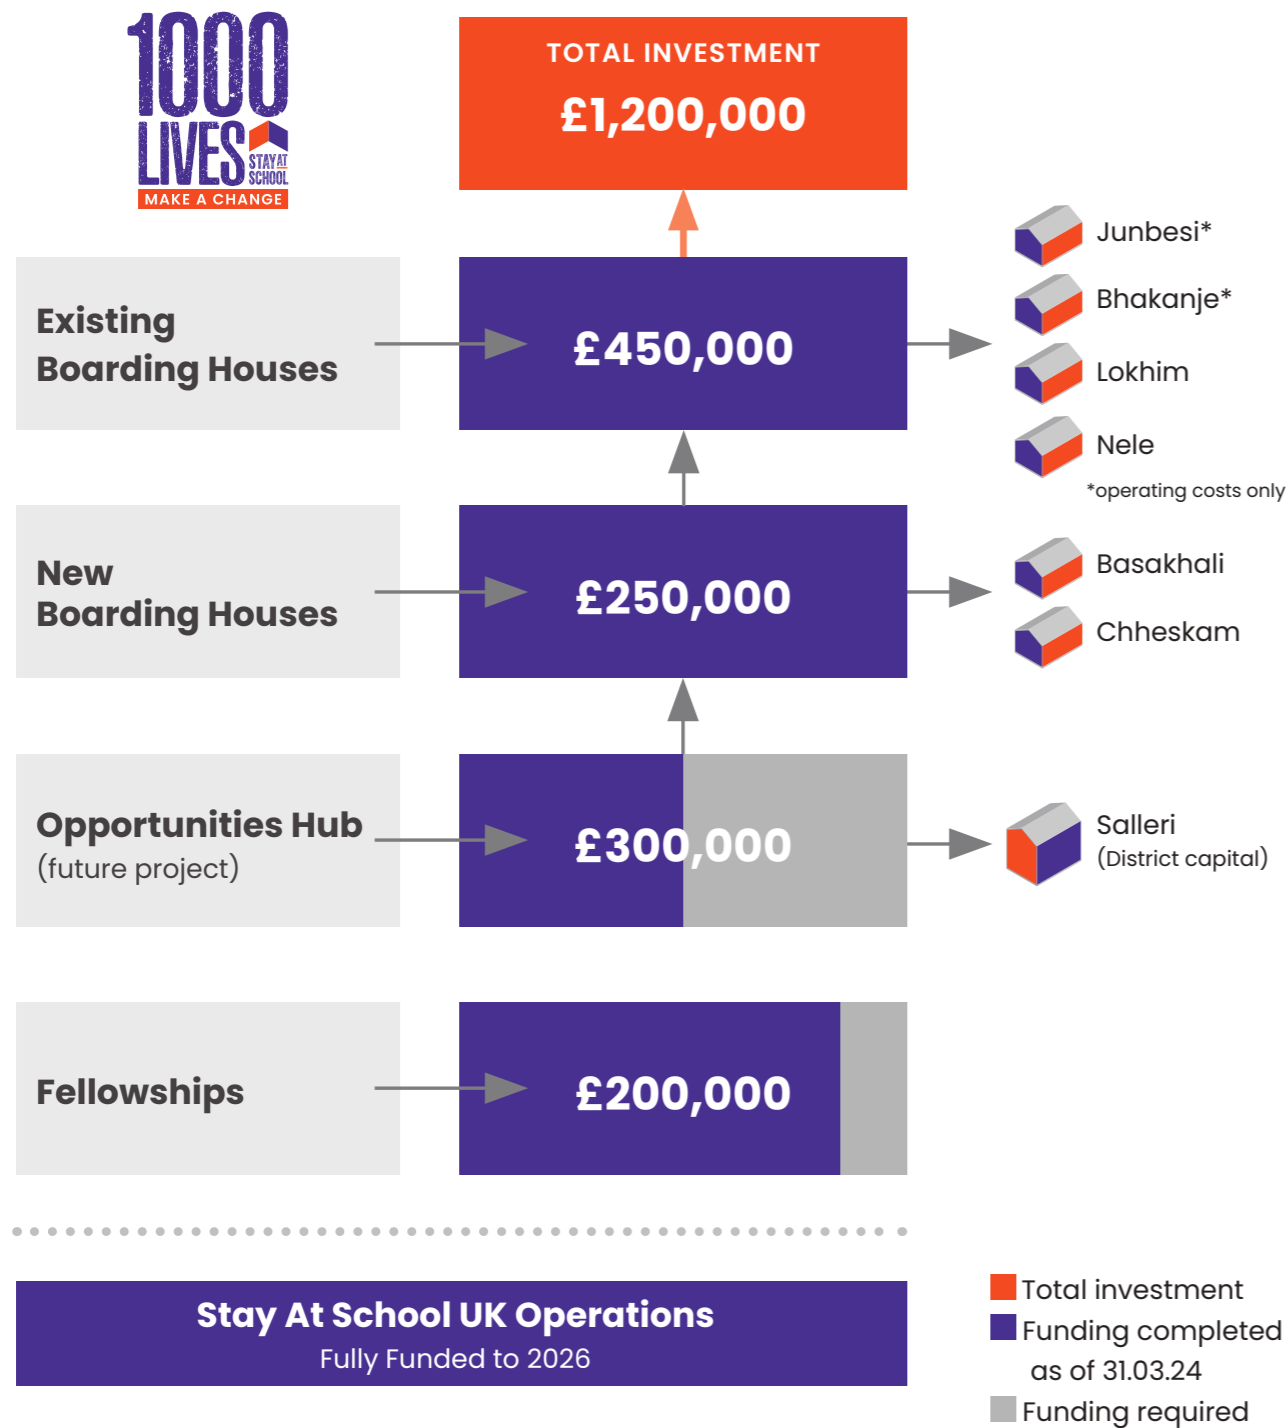 1000
LIVES
STAY AT
SCHOOL
MAKE A CHANGE
TOTAL INVESTMENT
£1,200,000
Existing
Boarding Houses
£450,000
Junbesi*
Bhakanje*
Lokhim
Nele
*operating costs only
New
Boarding Houses
£250,000
Basakhali
Chheskam
Opportunities Hub
(future project)
£300,000
Salleri
(District capital)
Fellowships
£200,000
Stay At School UK Operations
Fully Funded to 2026
Total investment
Funding completed
as of 31.03.24
Funding required